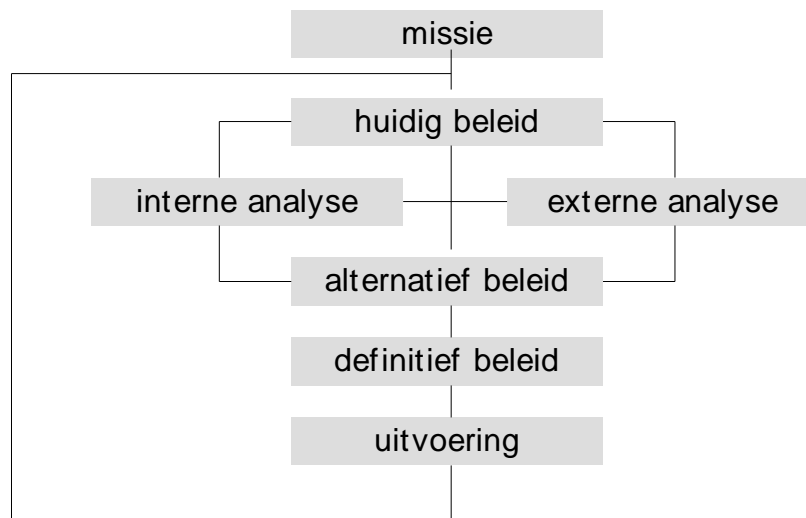 missie
huidig beleid
interne analyse
externe analyse
alternatief beleid
definitief beleid
uitvoering